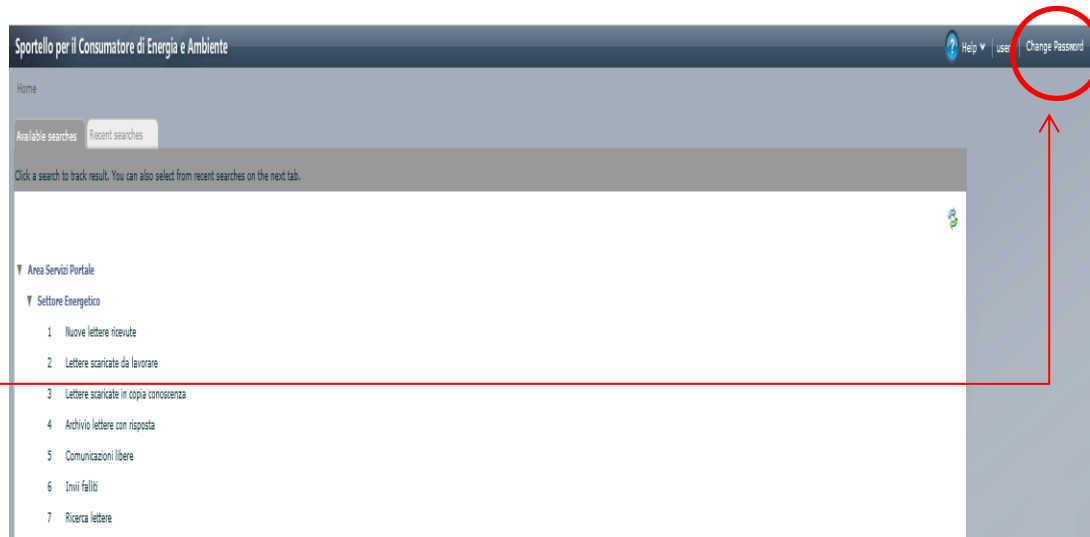 Sportello per il Consumatore di Energia e Ambiente
Help user Change Password
Home
Available searches Recent searches
Click a search to track result. You can also select from recent searches on the next tab.
Area Servizi Portale
Settore Energetico
1 Nuove lettere ricevute
2 Lettere scaricate da lavorare
3 Lettere scaricate in copia conoscenza
4 Archivio lettere con risposta
5 Comunicazioni libere
6 Invii falliti
7 Ricerca lettere